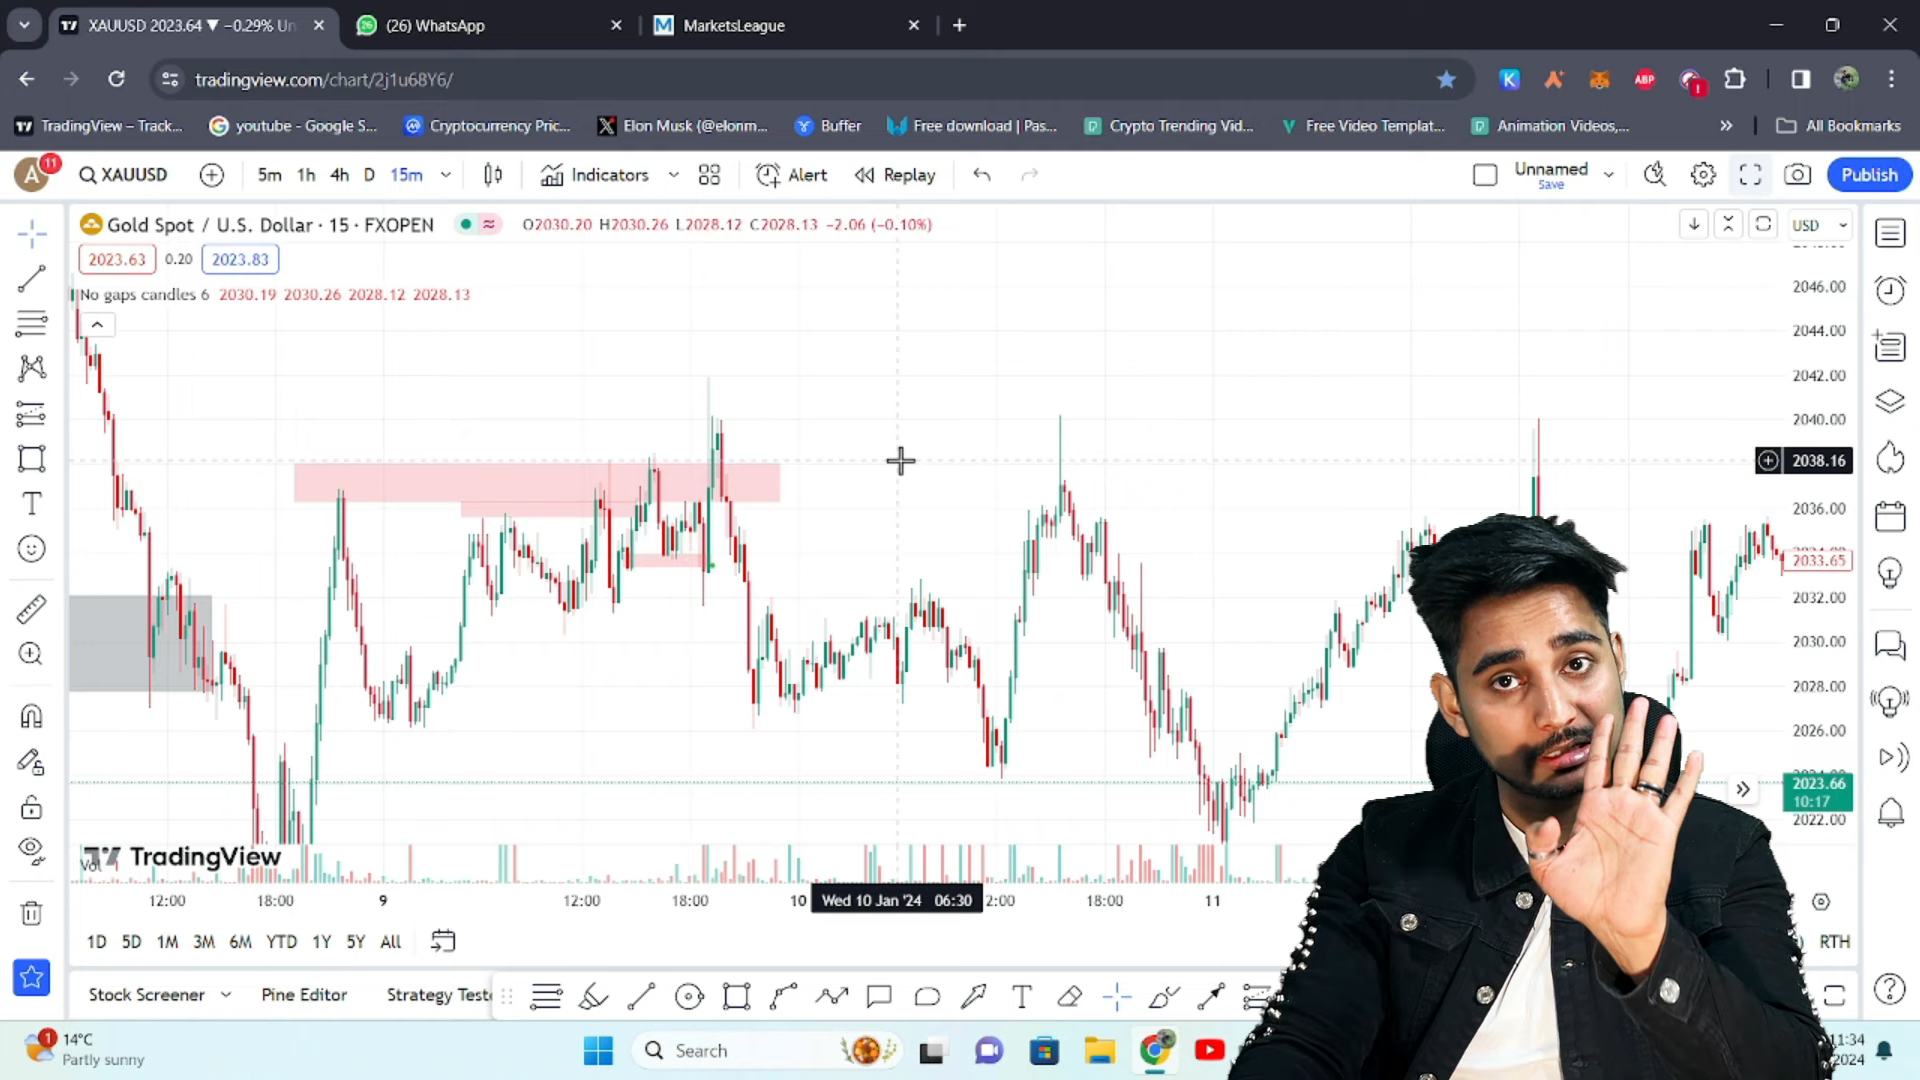 XAUUSD 2023.64 ▼ −0.29% Un
(26) WhatsApp
MarketsLeague
tradingview.com/chart/2j1u68Y6/
TradingView – Track...
youtube - Google S...
Cryptocurrency Pric...
Elon Musk (@elonm...
Buffer
Free download | Pas...
Crypto Trending Vid...
Free Video Templat...
Animation Videos,...
All Bookmarks
A 11
XAUUSD
5m 1h 4h D 15m
Indicators
Alert
Replay
Unnamed
Save
Publish
Gold Spot / U.S. Dollar · 15 · FXOPEN
O2030.20 H2030.26 L2028.12 C2028.13 −2.06 (−0.10%)
USD
2023.63 0.20 2023.83
No gaps candles 6 2030.19 2030.26 2028.12 2028.13
2046.00
2044.00
2042.00
2040.00
2038.16
2036.00
2033.65
2032.00
2030.00
2028.00
2026.00
2023.66
10:17
2022.00
TradingView
Vol
12:00 18:00 9 12:00 18:00 10 Wed 10 Jan '24 06:30 2:00 18:00 11
1D 5D 1M 3M 6M YTD 1Y 5Y All
RTH
Stock Screener
Pine Editor
Strategy Teste
14°C
Partly sunny
1
Search
11:34
2024
ABP